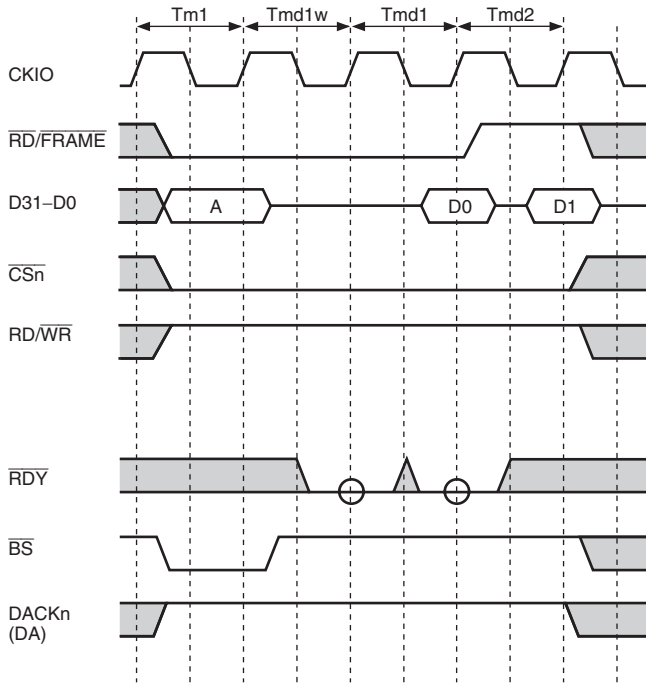 Tm1 Tmd1w Tmd1 Tmd2
CKIO
RD/FRAME
D31–D0 A D0 D1
CSn
RD/WR
RDY
BS
DACKn
(DA)